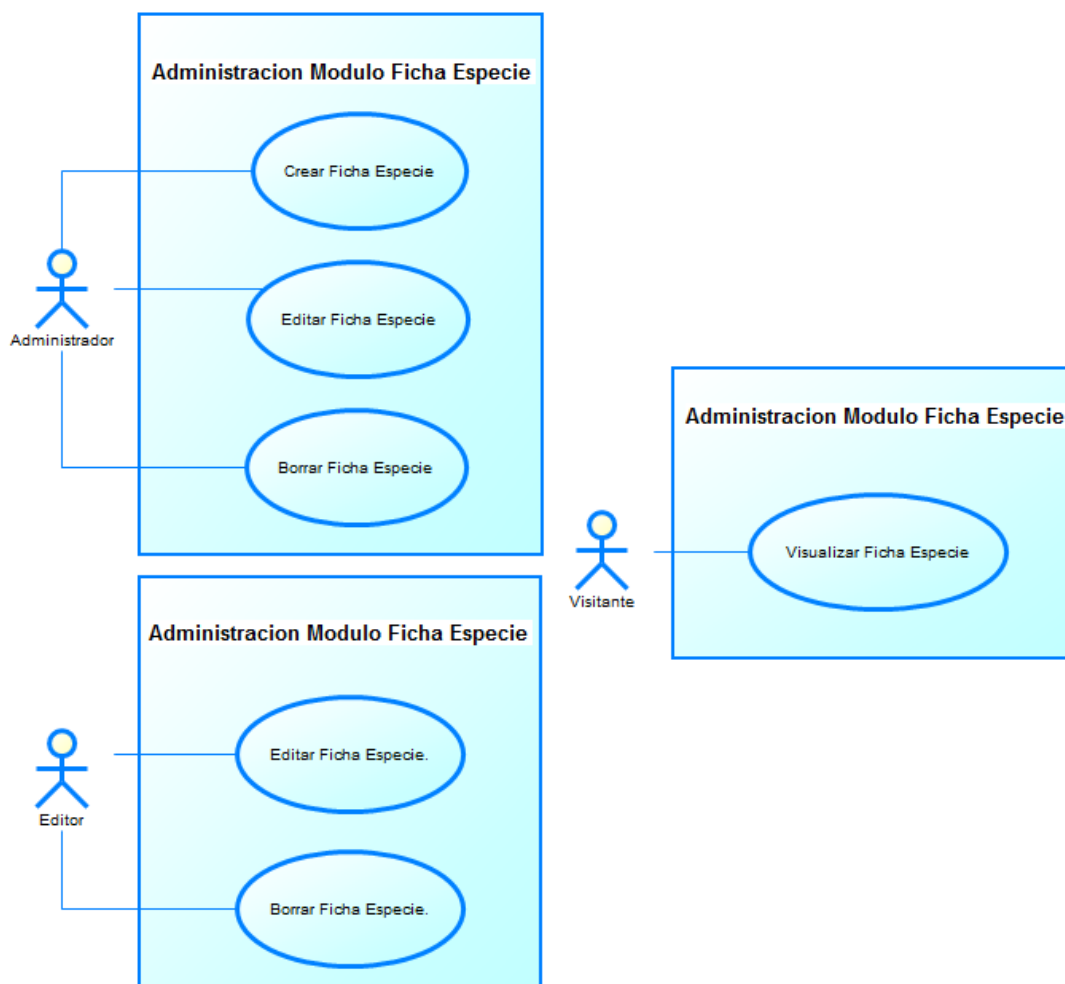 Administracion Modulo Ficha Especie
Crear Ficha Especie
Editar Ficha Especie
Administrador
Borrar Ficha Especie
Administracion Modulo Ficha Especie
Visualizar Ficha Especie
Visitante
Administracion Modulo Ficha Especie
Editar Ficha Especie.
Editor
Borrar Ficha Especie.